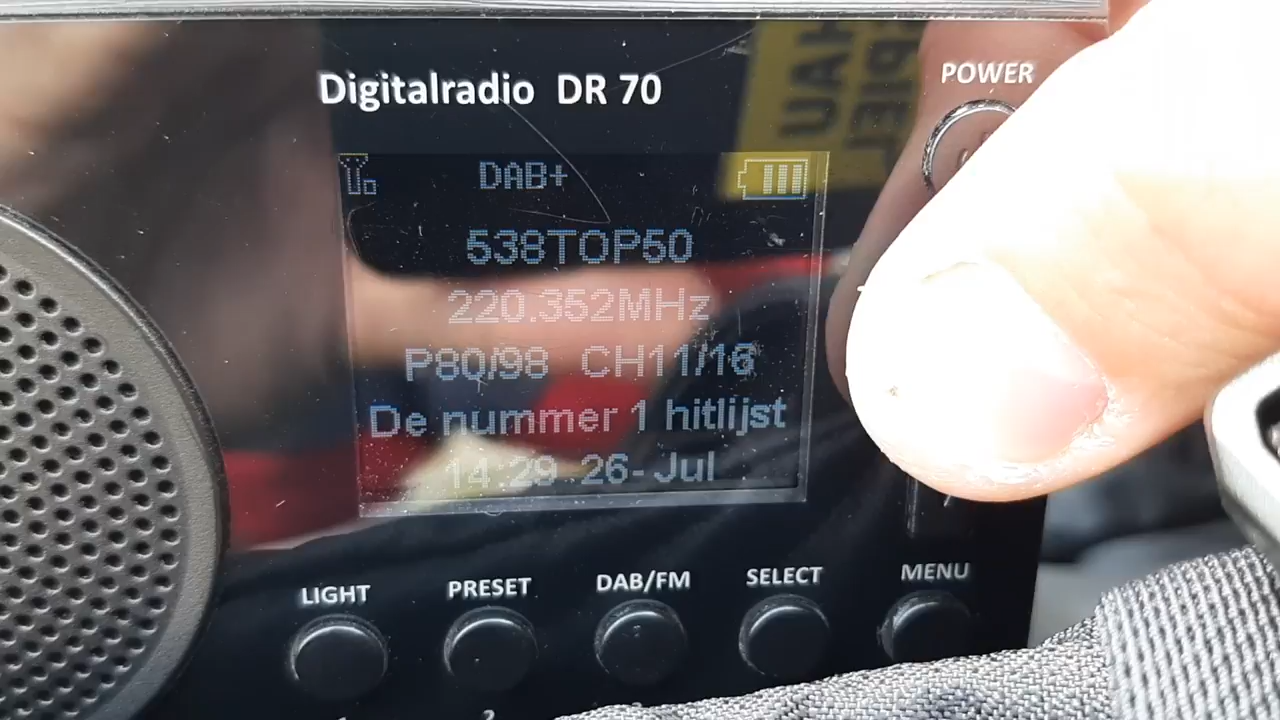 Digitalradio DR 70
POWER
DAB+
538TOP50
220.352MHz
P80/98 CH11/16
De nummer 1 hitlijst
14:29 26-Jul
LIGHT
PRESET
DAB/FM
SELECT
MENU